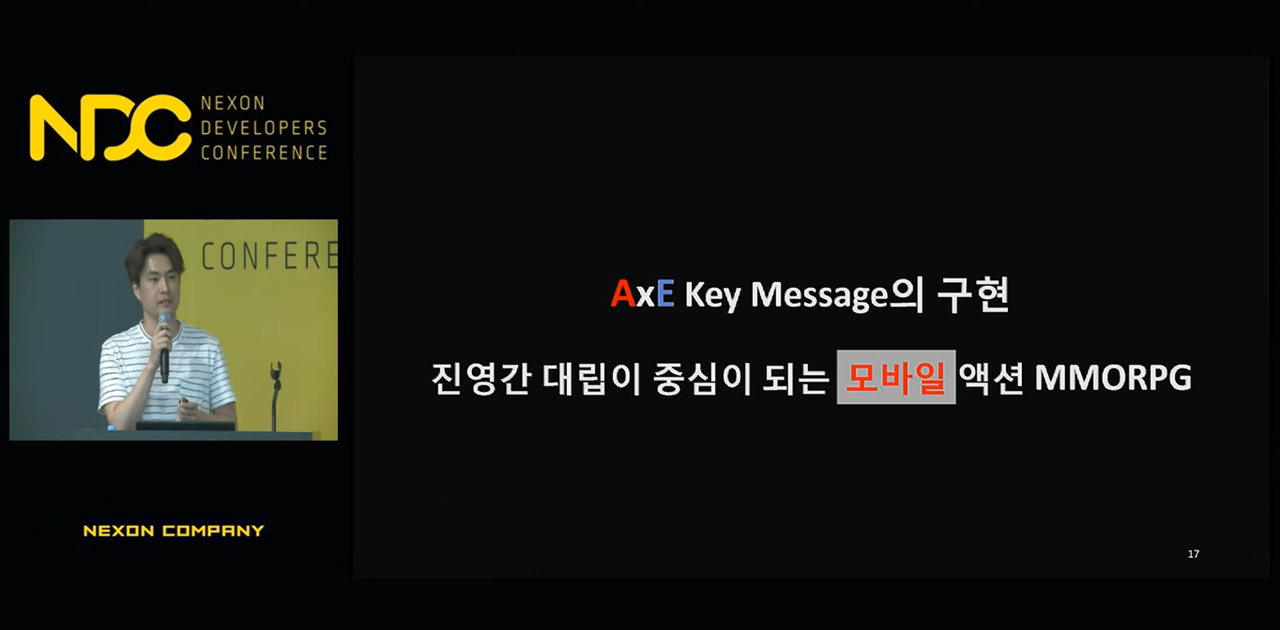 NDC
NEXON
DEVELOPERS
CONFERENCE
CONFERE
NEXON COMPANY
AxE Key Message의 구현
진영간 대립이 중심이 되는 모바일 액션 MMORPG
17